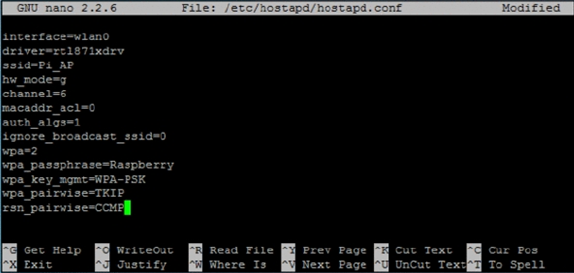 GNU nano 2.2.6 File: /etc/hostapd/hostapd.conf Modified
interface=wlan0
driver=rtl871xdrv
ssid=Pi_AP
hw_mode=g
channel=6
macaddr_acl=0
auth_algs=1
ignore_broadcast_ssid=0
wpa=2
wpa_passphrase=Raspberry
wpa_key_mgmt=WPA-PSK
wpa_pairwise=TKIP
rsn_pairwise=CCMP
^G Get Help ^O WriteOut ^R Read File ^Y Prev Page ^K Cut Text ^C Cur Pos
^X Exit ^J Justify ^W Where Is ^V Next Page ^U UnCut Text ^T To Spell